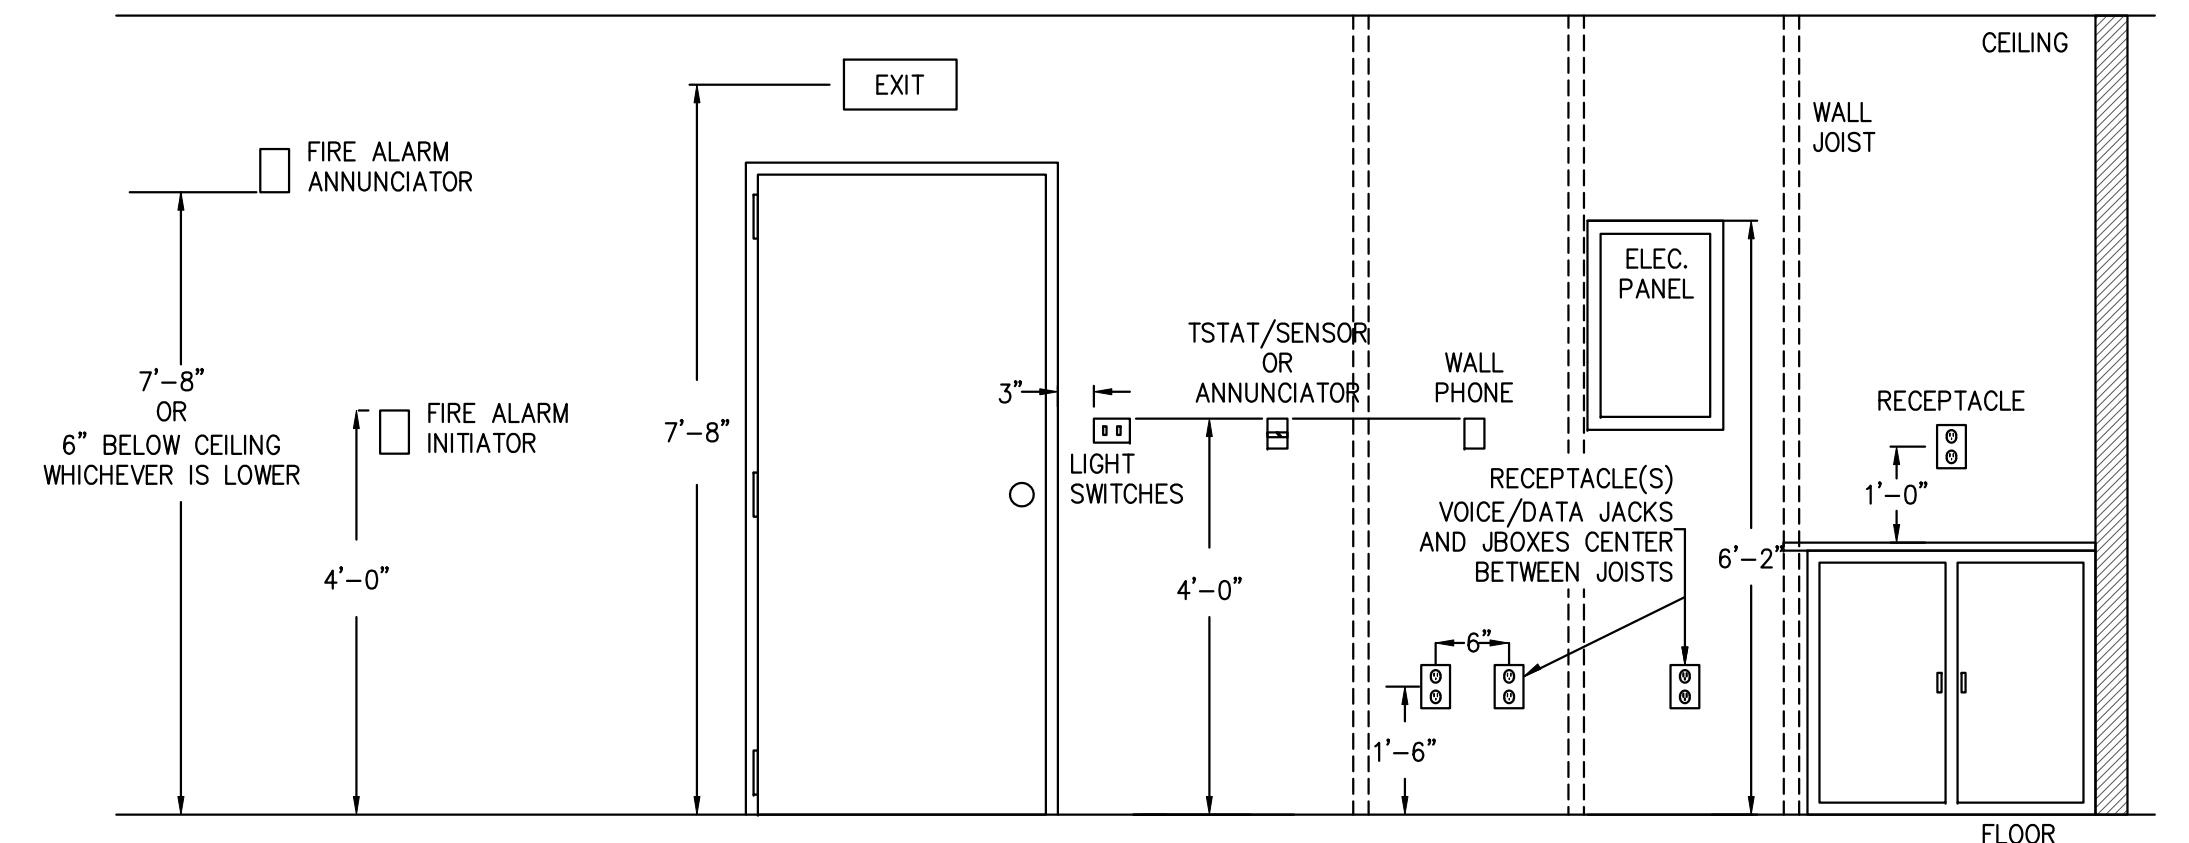 CEILING
EXIT
WALL
JOIST
FIRE ALARM
ANNUNCIATOR
ELEC.
PANEL
TSTAT/SENSOR
OR
ANNUNCIATOR
WALL
PHONE
7'-8"
OR
6" BELOW CEILING
WHICHEVER IS LOWER
FIRE ALARM
INITIATOR
7'-8"
3"
RECEPTACLE
LIGHT
SWITCHES
RECEPTACLE(S)
VOICE/DATA JACKS
AND JBOXES CENTER
BETWEEN JOISTS
1'-0"
6'-2"
4'-0"
4'-0"
6"
1'-6"
FLOOR